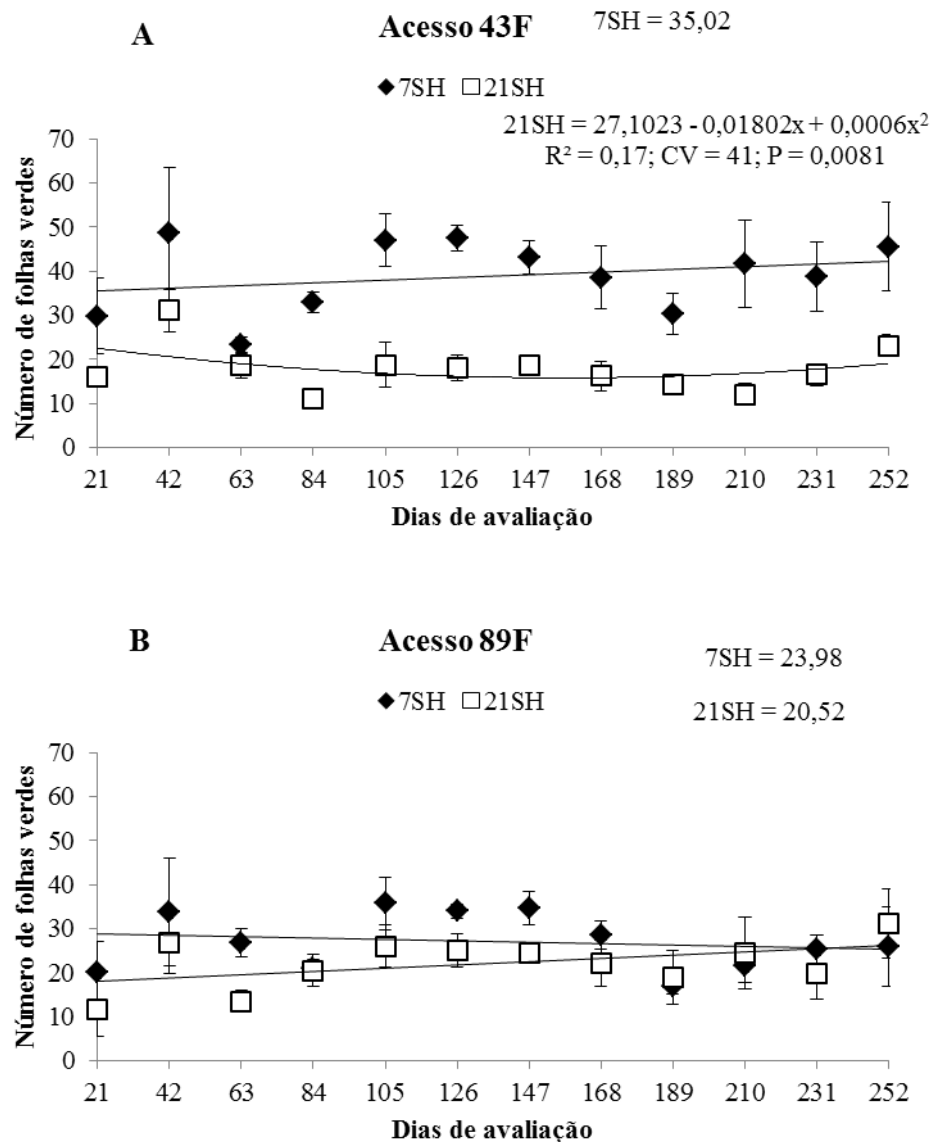 A
Acesso 43F
7SH = 35,02
◆7SH □21SH
21SH = 27,1023 - 0,01802x + 0,0006x²
R² = 0,17; CV = 41; P = 0,0081
Número de folhas verdes
70
60
50
40
30
20
10
0
21 42 63 84 105 126 147 168 189 210 231 252
Dias de avaliação
B
Acesso 89F
7SH = 23,98
◆7SH □21SH
21SH = 20,52
Número de folhas verdes
70
60
50
40
30
20
10
0
21 42 63 84 105 126 147 168 189 210 231 252
Dias de avaliação